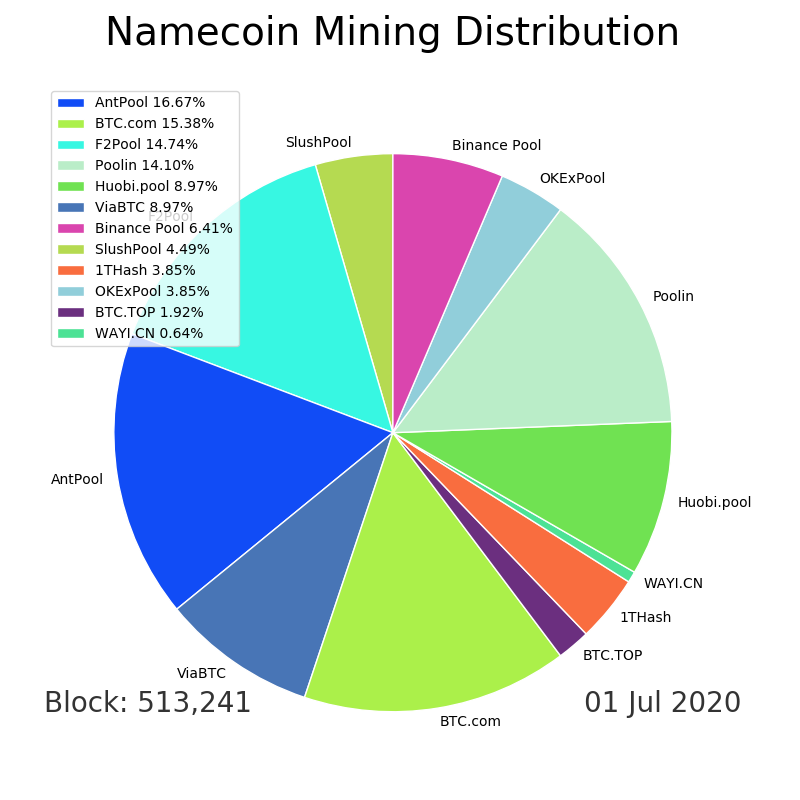 Namecoin Mining Distribution
AntPool 16.67%
BTC.com 15.38%
F2Pool 14.74%
Poolin 14.10%
Huobi.pool 8.97%
ViaBTC 8.97%
Binance Pool 6.41%
SlushPool 4.49%
1THash 3.85%
OKExPool 3.85%
BTC.TOP 1.92%
WAYI.CN 0.64%
SlushPool
Binance Pool
OKExPool
F2Pool
Poolin
AntPool
Huobi.pool
WAYI.CN
1THash
BTC.TOP
ViaBTC
BTC.com
Block: 513,241
01 Jul 2020